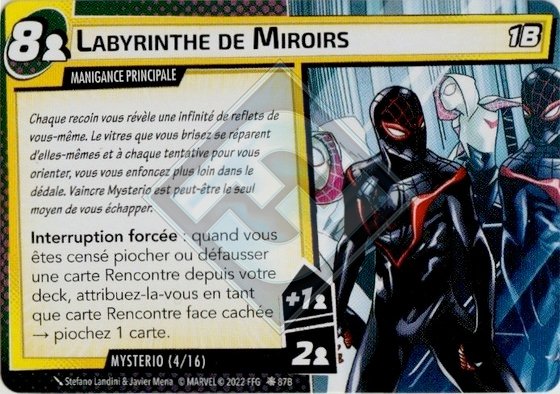 8
LABYRINTHE DE MIROIRS
1B
MANIGANCE PRINCIPALE
Chaque recoin vous révèle une infinité de reflets de
vous-même. Le vitres que vous brisez se réparent
d'elles-mêmes et à chaque tentative pour vous
orienter, vous vous enfoncez plus loin dans le
dédale. Vaincre Mysterio est peut-être le seul
moyen de vous échapper.
Interruption forcée : quand vous
êtes censé piocher ou défausser
une carte Rencontre depuis votre
deck, attribuez-la-vous en tant
que carte Rencontre face cachée
→ piochez 1 carte.
+1
2
MYSTERIO (4/16)
Stefano Landini & Javier Mena © MARVEL © 2022 FFG 87B